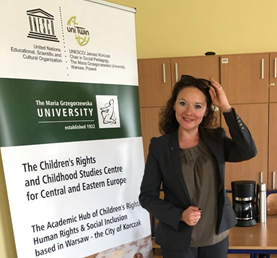 uni Twin
United Nations
Educational, Scientific and
Cultural Organization
UNESCO/Janusz Korczak
Chair in Social Pedagogy
The Maria Grzegorzewska University
Warsaw, Poland
The Maria Grzegorzewska
UNIVERSITY
established 1922
The Children's Rights
and Childhood Studies Centre
for Central and Eastern Europe
The Academic Hub of Children's Rights
Human Rights & Social Inclusion
based in Warsaw - the City of Korczak